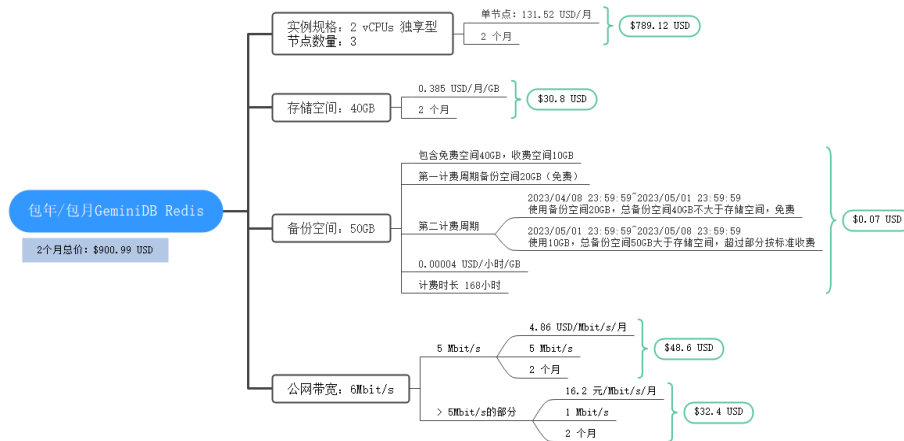 包年/包月GeminiDB Redis
2个月总价: $900.99 USD
实例规格: 2 vCPUs 独享型
节点数量: 3
单节点: 131.52 USD/月
2 个月
$789.12 USD
存储空间: 40GB
0.385 USD/月/GB
2 个月
$30.8 USD
备份空间: 50GB
包含免费空间40GB, 收费空间10GB
第一计费周期备份空间20GB (免费)
第二计费周期
2023/04/08 23:59:59~2023/05/01 23:59:59
使用备份空间20GB, 总备份空间40GB不大于存储空间, 免费
2023/05/01 23:59:59~2023/05/08 23:59:59
使用10GB, 总备份空间50GB大于存储空间, 超过部分按标准收费
0.00004 USD/小时/GB
计费时长 168小时
$0.07 USD
公网带宽: 6Mbit/s
5 Mbit/s
4.86 USD/Mbit/s/月
5 Mbit/s
2 个月
$48.6 USD
> 5Mbit/s的部分
16.2 元/Mbit/s/月
1 Mbit/s
2 个月
$32.4 USD